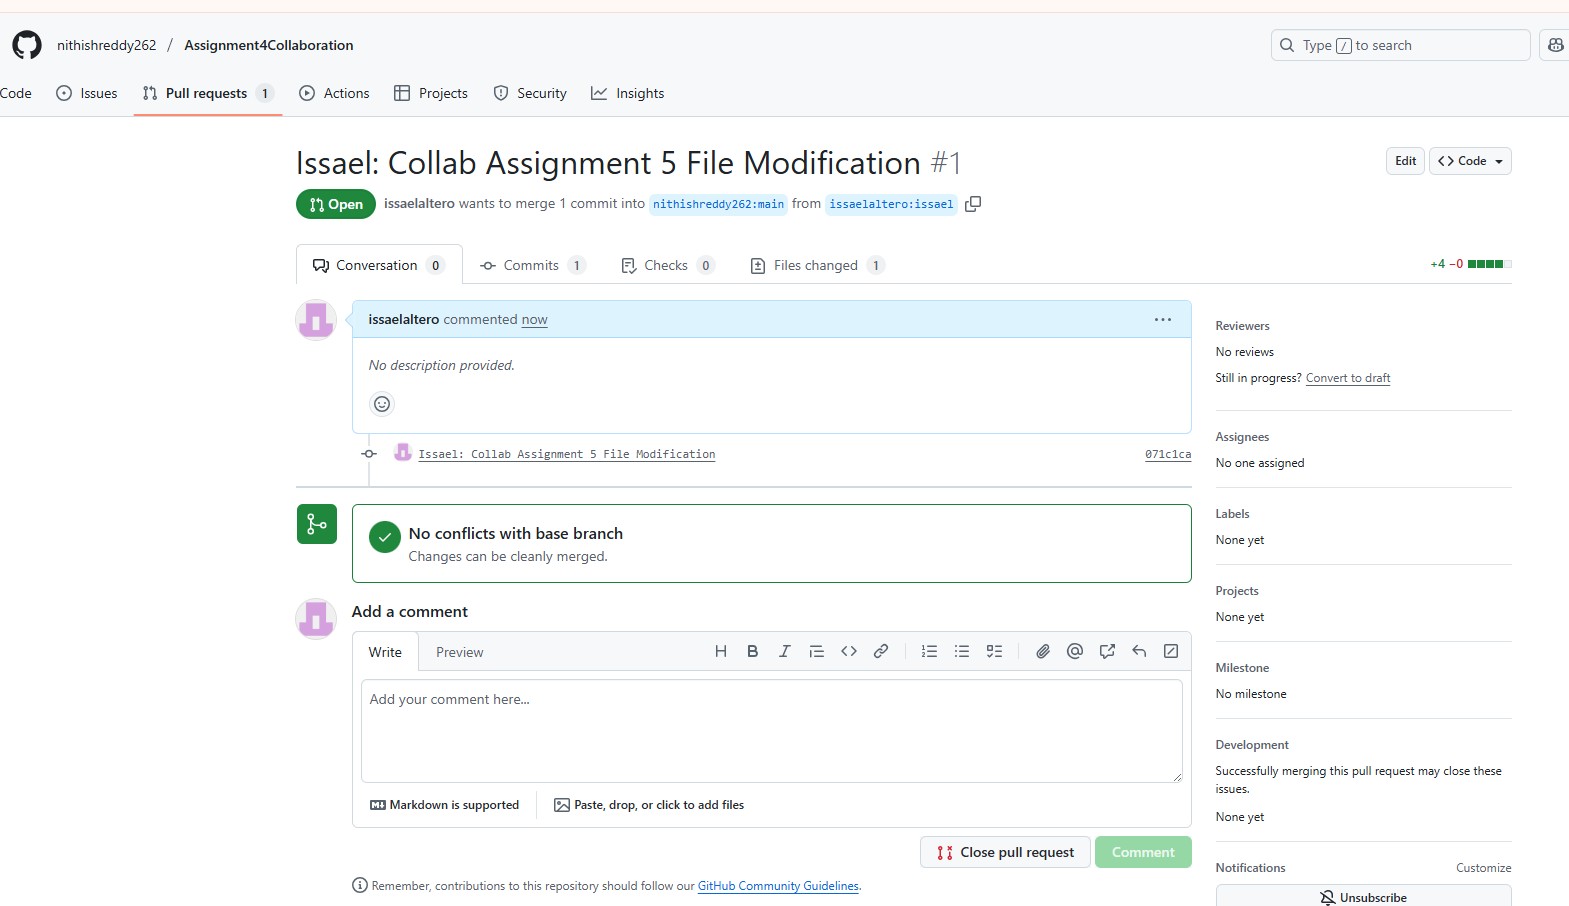 nithishreddy262 / Assignment4Collaboration
Type / to search
Code Issues Pull requests 1 Actions Projects Security Insights
Issael: Collab Assignment 5 File Modification #1
Edit
Code
Open issaelaltero wants to merge 1 commit into nithishreddy262:main from issaelaltero:issael
Conversation 0 Commits 1 Checks 0 Files changed 1
+4 −0
issaelaltero commented now
No description provided.
Issael: Collab Assignment 5 File Modification 071c1ca
No conflicts with base branch
Changes can be cleanly merged.
Add a comment
Write Preview
Add your comment here...
Markdown is supported
Paste, drop, or click to add files
Close pull request
Comment
Remember, contributions to this repository should follow our GitHub Community Guidelines.
Reviewers
No reviews
Still in progress? Convert to draft
Assignees
No one assigned
Labels
None yet
Projects
None yet
Milestone
No milestone
Development
Successfully merging this pull request may close these
issues.
None yet
Notifications Customize
Unsubscribe